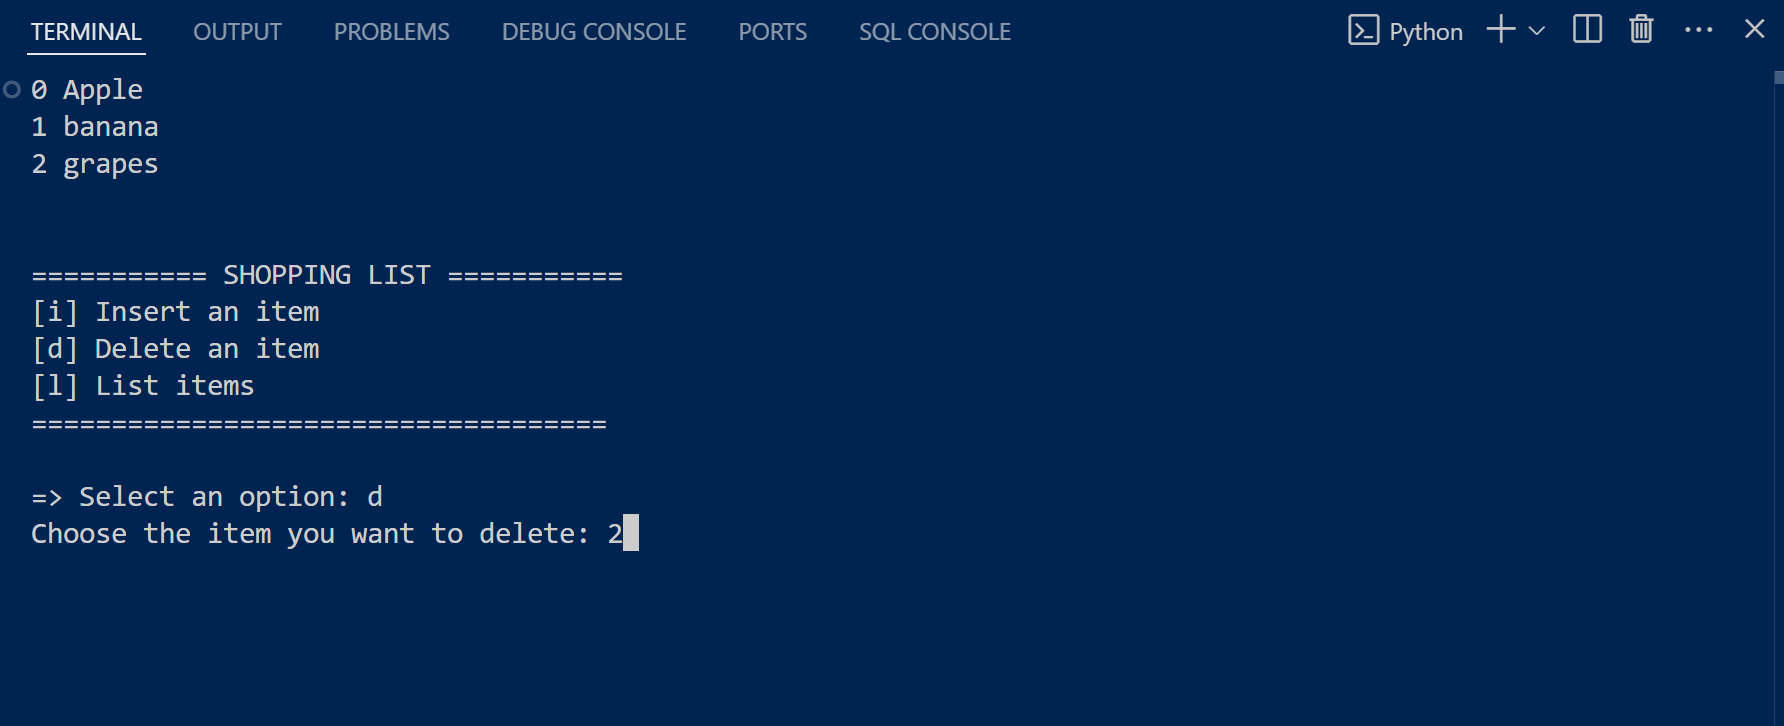 TERMINAL OUTPUT PROBLEMS DEBUG CONSOLE PORTS SQL CONSOLE Python
0 Apple
1 banana
2 grapes
=========== SHOPPING LIST ===========
[i] Insert an item
[d] Delete an item
[l] List items
====================================
=> Select an option: d
Choose the item you want to delete: 2